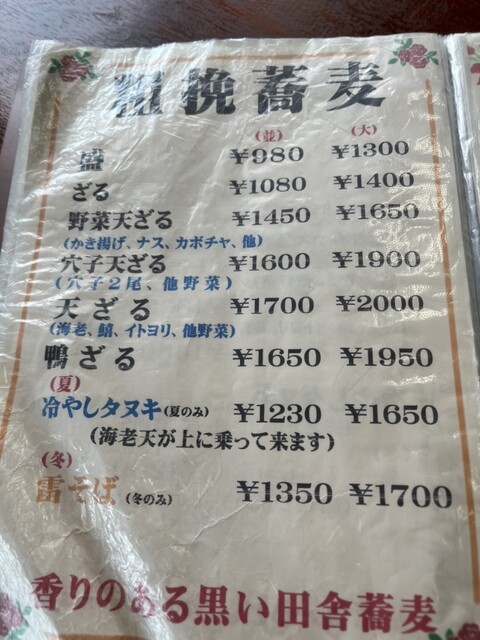 粗挽蕎麦
(並) (大)
盛 ¥980 ¥1300
ざる ¥1080 ¥1400
野菜天ざる ¥1450 ¥1650
(かき揚げ、ナス、カボチャ、他)
穴子天ざる ¥1600 ¥1900
(穴子2尾、他野菜)
天ざる ¥1700 ¥2000
(海老、鱚、イトヨリ、他野菜)
鴨ざる ¥1650 ¥1950
(夏)
冷やしタヌキ(夏のみ) ¥1230 ¥1650
(海老天が上に乗って来ます)
(冬)
雷そば(冬のみ) ¥1350 ¥1700
香りのある黒い田舎蕎麦